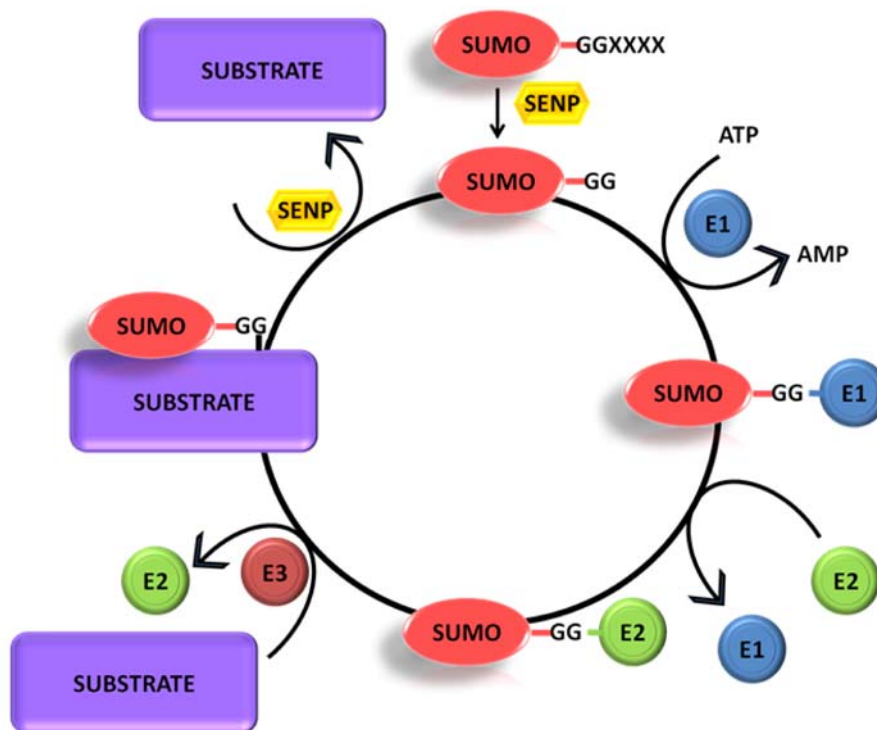 SUBSTRATE
SUMO GGXXXX
SENP
SUMO GG
ATP
SENP
E1
AMP
SUMO GG
SUBSTRATE
SUMO GG E1
E2
E3
E2
SUMO GG E2
E1
SUBSTRATE